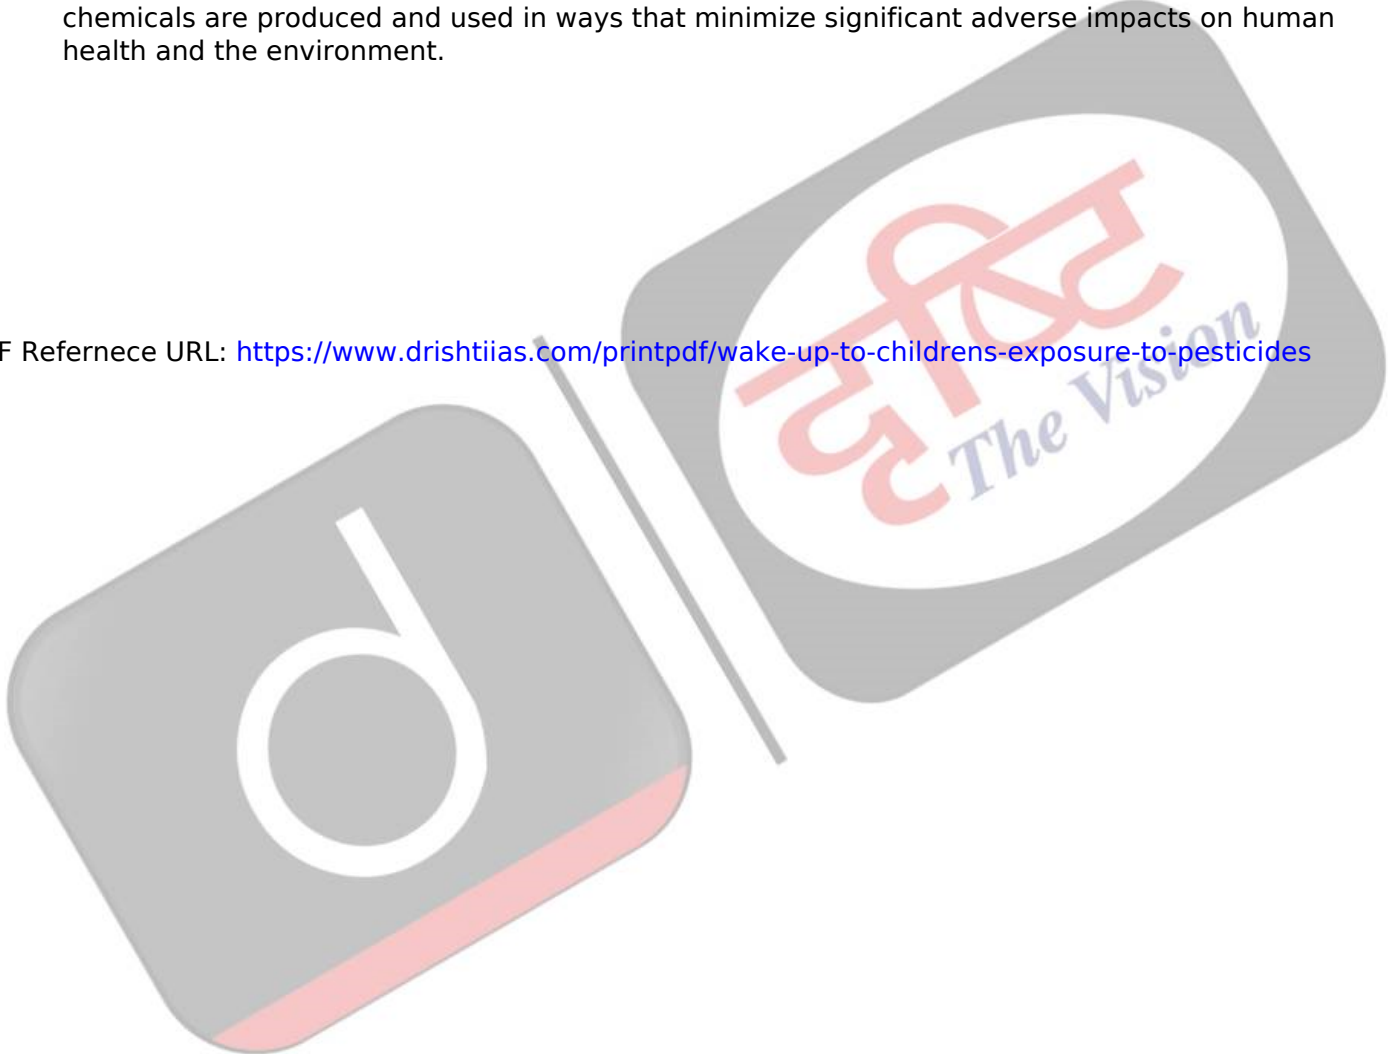 chemicals are produced and used in ways that minimize significant adverse impacts on human
health and the environment.
F Refernece URL: https://www.drishtiias.com/printpdf/wake-up-to-childrens-exposure-to-pesticides
दृष्टि
The Vision
d